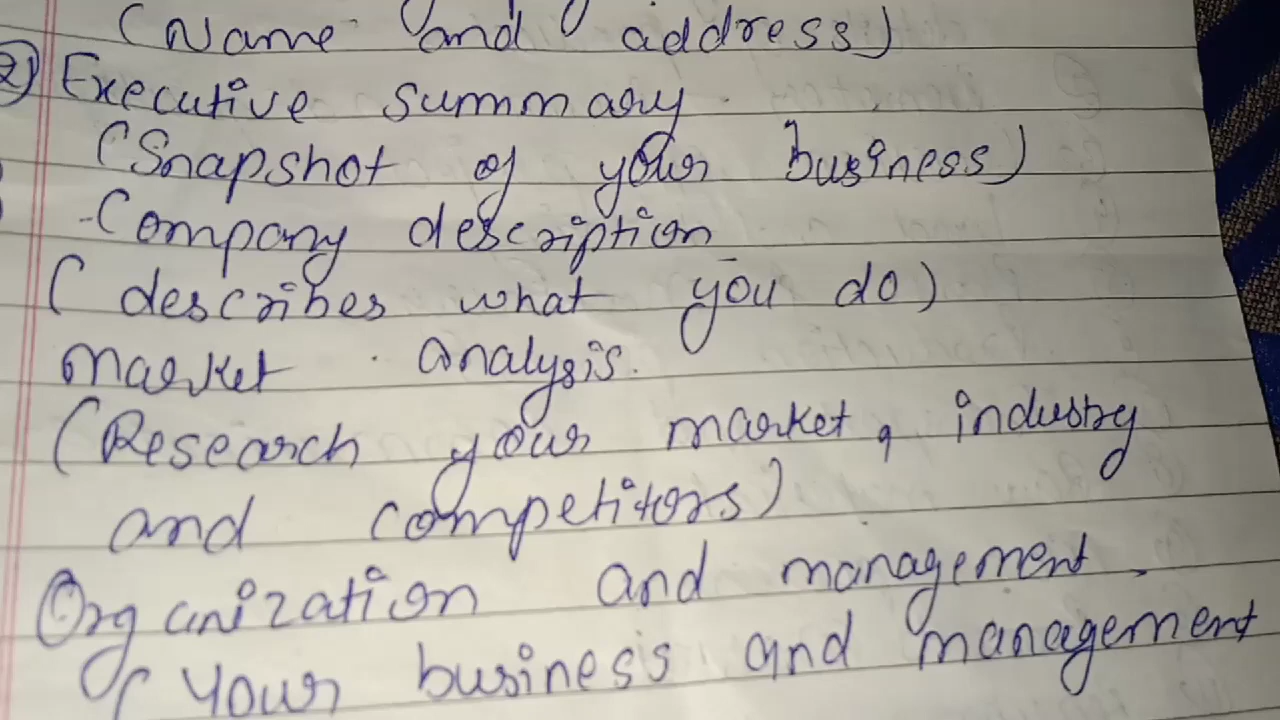 (Name and address)
2) Executive summary
(Snapshot of your business)
-Company description
( describes what you do)
market analysis.
(Research your market, industry
and competitors)
Organization and management.
( Your business and management